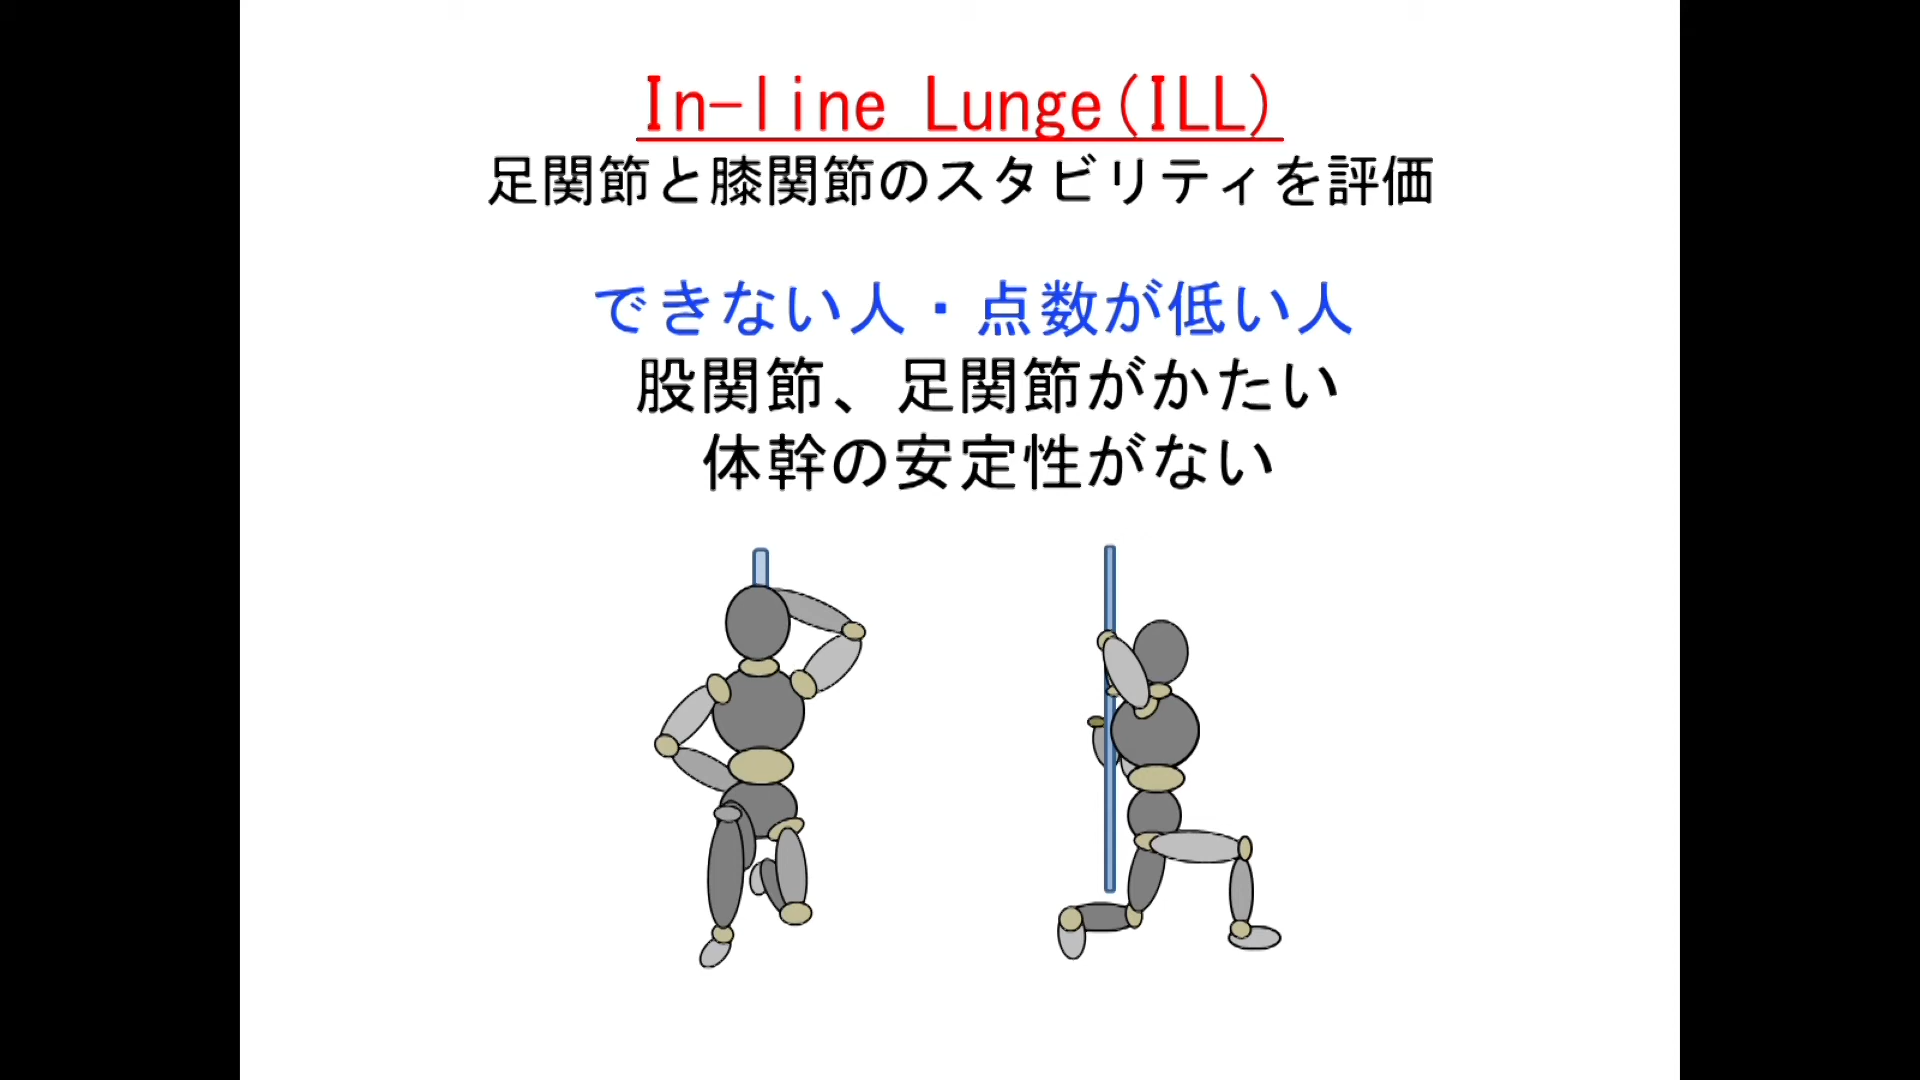 In-line Lunge(ILL)
足関節と膝関節のスタビリティを評価
できない人・点数が低い人
股関節、足関節がかたい
体幹の安定性がない